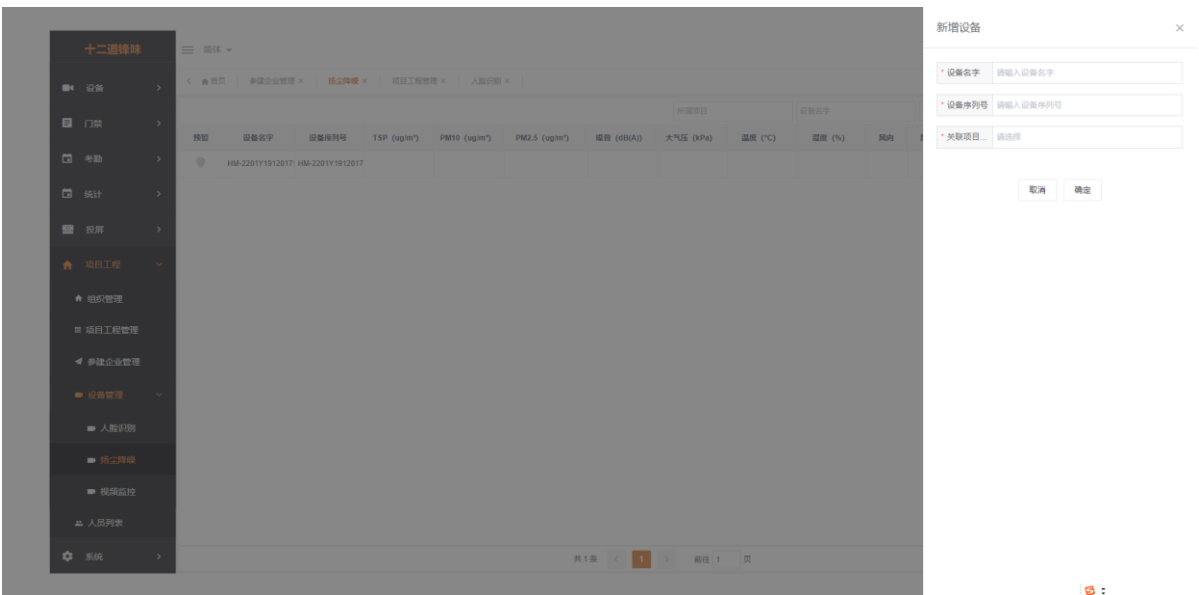 新增设备
十二道锋味
简体
设备
首页
参建企业管理 ×
扬尘降噪 ×
项目工程管理 ×
人脸识别 ×
* 设备名字 请输入设备名字
门禁
所属项目
设备名字
* 设备序列号 请输入设备序列号
预览 设备名字 设备序列号 TSP (ug/m³) PM10 (ug/m³) PM2.5 (ug/m³) 噪音 (dB(A)) 大气压 (kPa) 温度 (°C) 湿度 (%) 风向
* 关联项目... 请选择
考勤
HM-2201Y1912017 HM-2201Y1912017
取消 确定
统计
投屏
项目工程
组织管理
项目工程管理
参建企业管理
设备管理
人脸识别
扬尘降噪
视频监控
人员列表
系统
共 1 条 < 1 > 前往 1 页